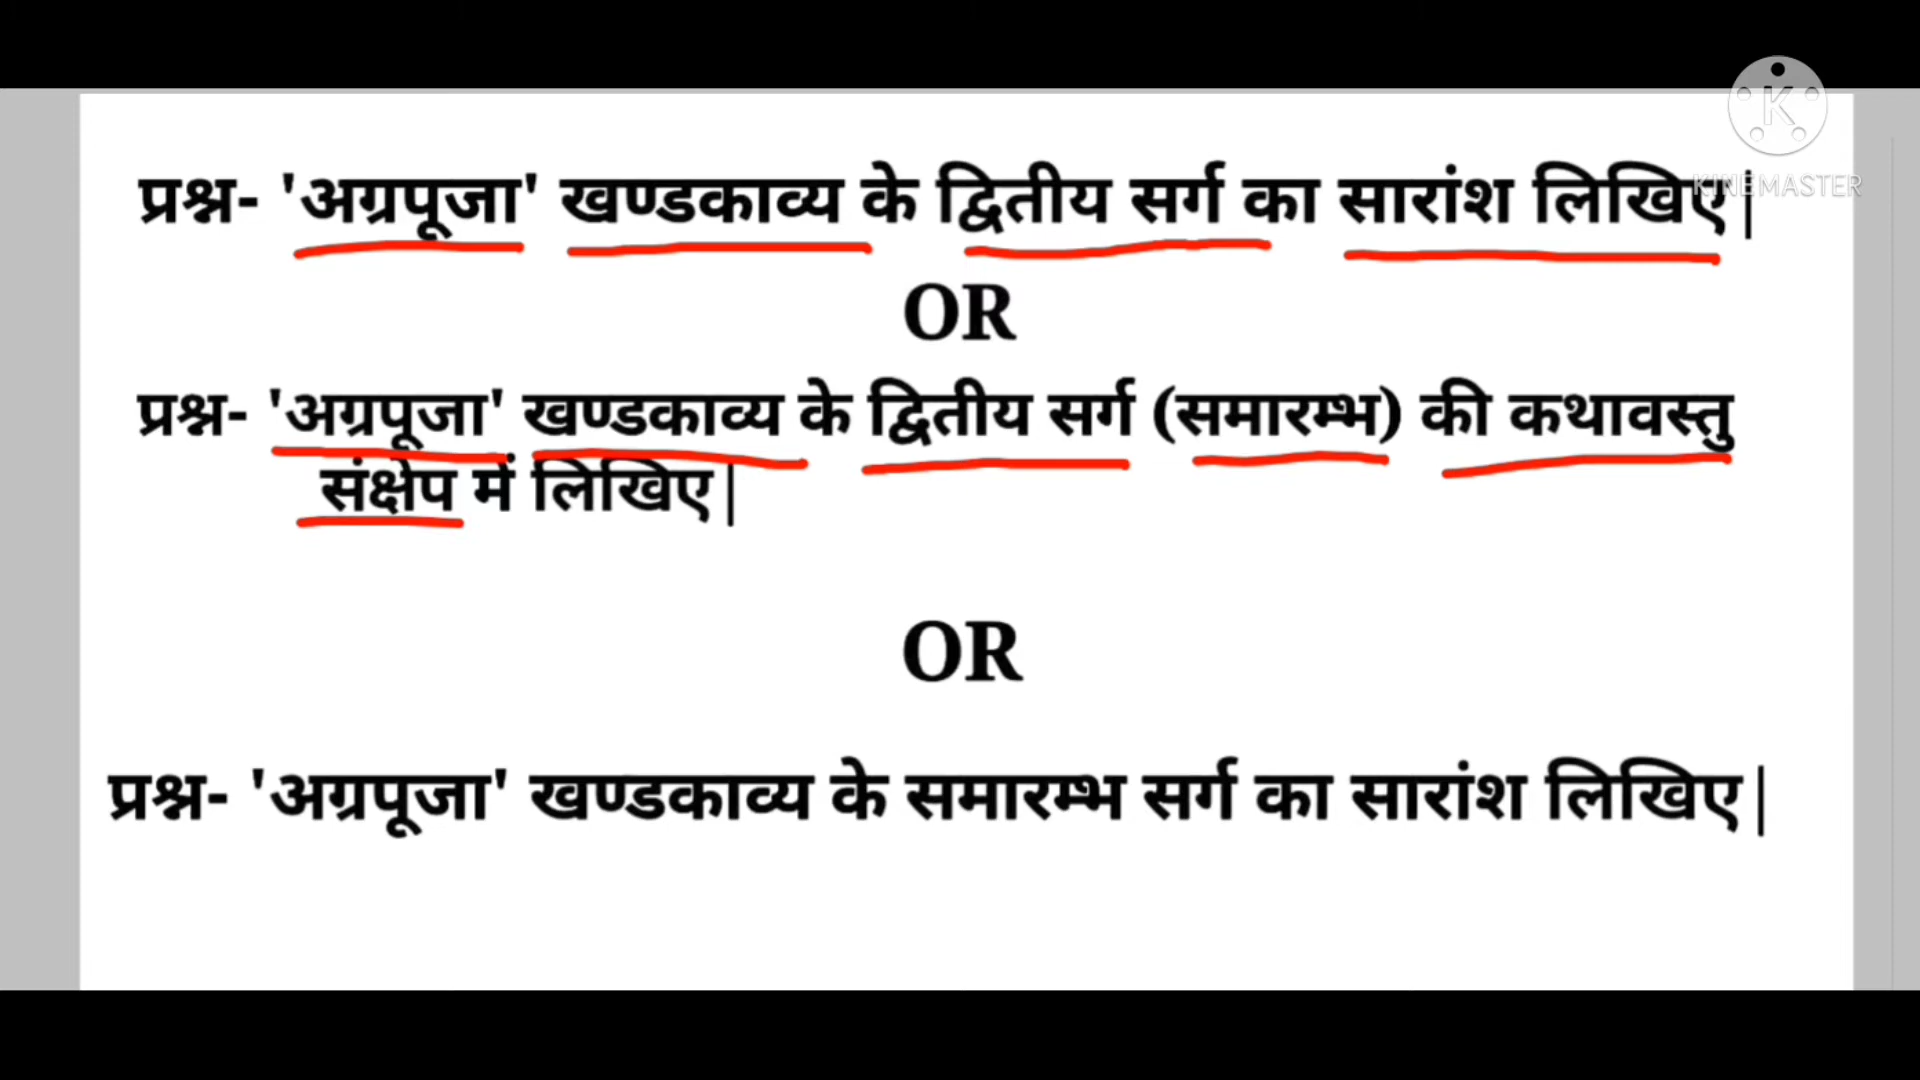 KINEMASTER
प्रश्न- 'अग्रपूजा' खण्डकाव्य के द्वितीय सर्ग का सारांश लिखिए|
OR
प्रश्न- 'अग्रपूजा' खण्डकाव्य के द्वितीय सर्ग (समारम्भ) की कथावस्तु
संक्षेप में लिखिए|
OR
प्रश्न- 'अग्रपूजा' खण्डकाव्य के समारम्भ सर्ग का सारांश लिखिए|